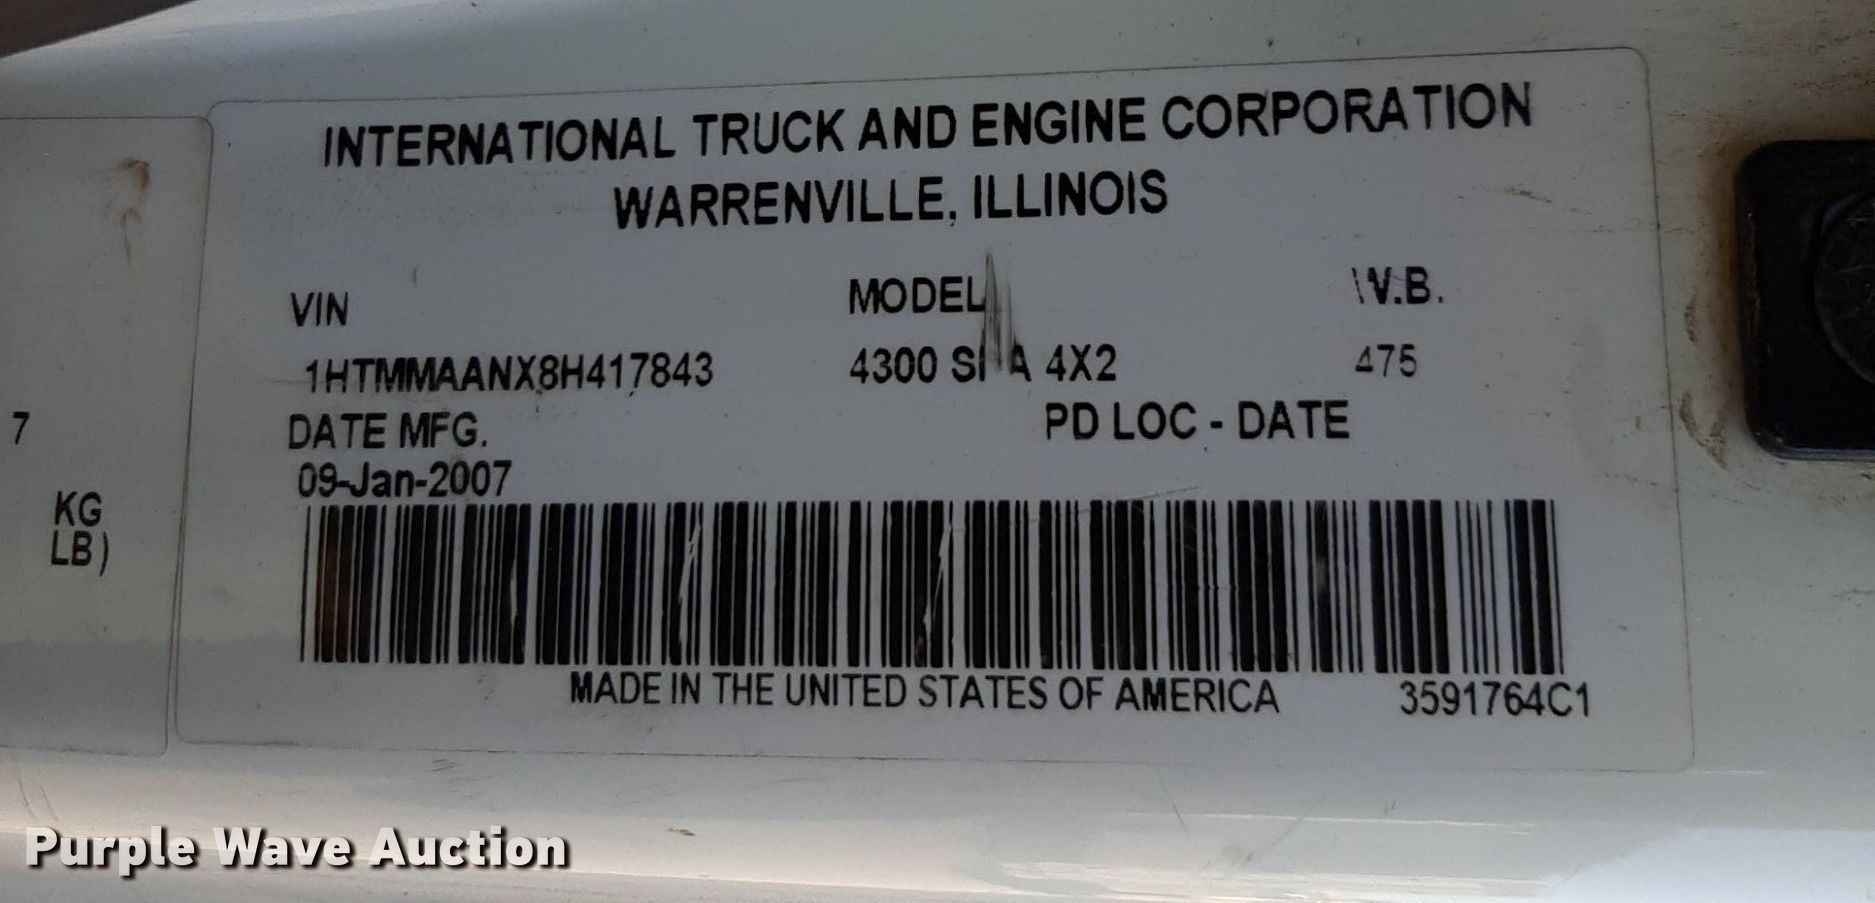 INTERNATIONAL TRUCK AND ENGINE CORPORATION
WARRENVILLE, ILLINOIS
VIN MODEL W.B.
1HTMMAANX8H417843 4300 4X2 475
DATE MFG. PD LOC - DATE
09-Jan-2007
7
KG
LB)
MADE IN THE UNITED STATES OF AMERICA 3591764C1
Purple Wave Auction